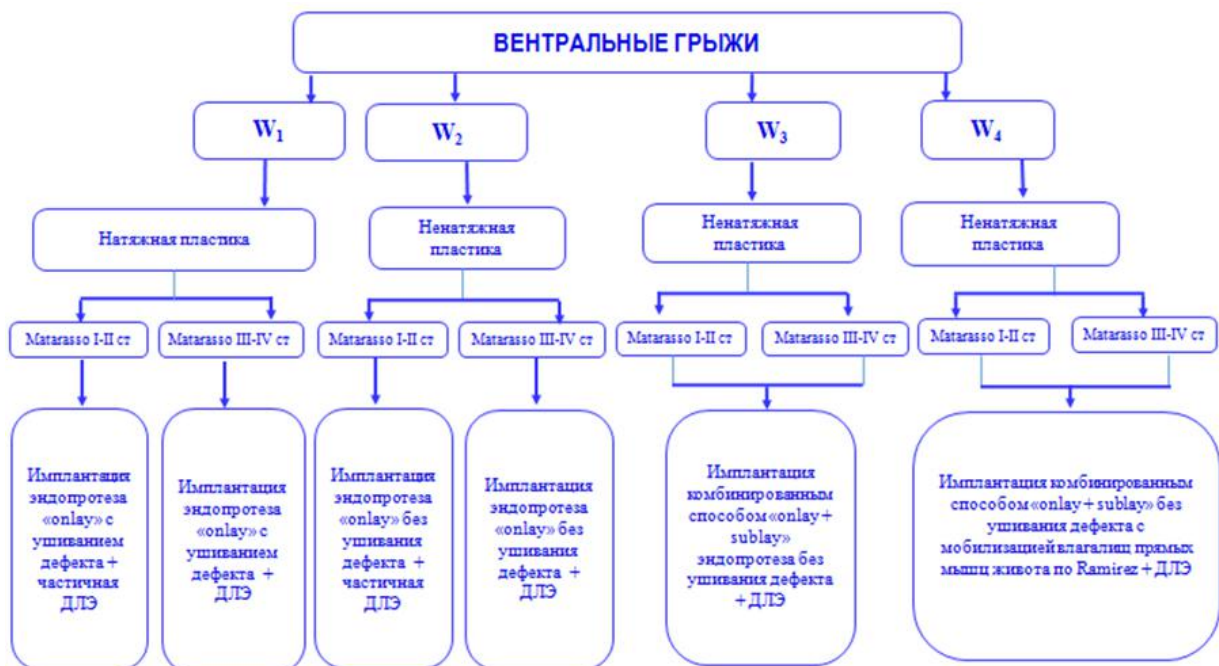 ВЕНТРАЛЬНЫЕ ГРЫЖИ
W₁
W₂
W₃
W₄
Натяжная пластика
Ненатяжная
пластика
Ненатяжная
пластика
Ненатяжная
пластика
Matarasso I-II ст
Matarasso III-IV ст
Matarasso I-II ст
Matarasso III-IV ст
Matarasso I-II ст
Matarasso III-IV ст
Matarasso I-II ст
Matarasso III-IV ст
Имплантация
эндопротеза
«onlay» с
ушиванием
дефекта +
частичная
ДЛЭ
Имплантация
эндопротеза
«onlay» с
ушиванием
дефекта +
ДЛЭ
Имплантация
эндопротеза
«onlay» без
ушивания
дефекта +
частичная
ДЛЭ
Имплантация
эндопротеза
«onlay» без
ушивания
дефекта +
ДЛЭ
Имплантация
комбинированным
способом «onlay +
sublay»
эндопротеза без
ушивания дефекта
+ ДЛЭ
Имплантация комбинированным
способом «onlay + sublay» без
ушивания дефекта с
мобилизацией влагалищ прямых
мышц живота по Ramirez + ДЛЭ